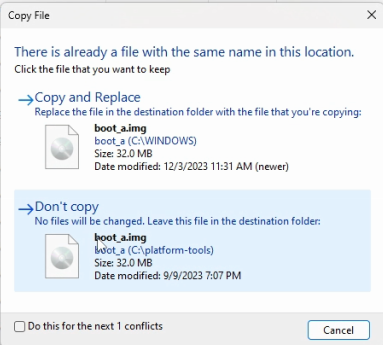 Copy File
There is already a file with the same name in this location.
Click the file that you want to keep
Copy and Replace
Replace the file in the destination folder with the file that you're copying:
boot_a.img
boot_a (C:\WINDOWS)
Size: 32.0 MB
Date modified: 12/3/2023 11:31 AM (newer)
Don't copy
No files will be changed. Leave this file in the destination folder:
boot_a.img
boot_a (C:\platform-tools)
Size: 32.0 MB
Date modified: 9/9/2023 7:07 PM
Do this for the next 1 conflicts
Cancel